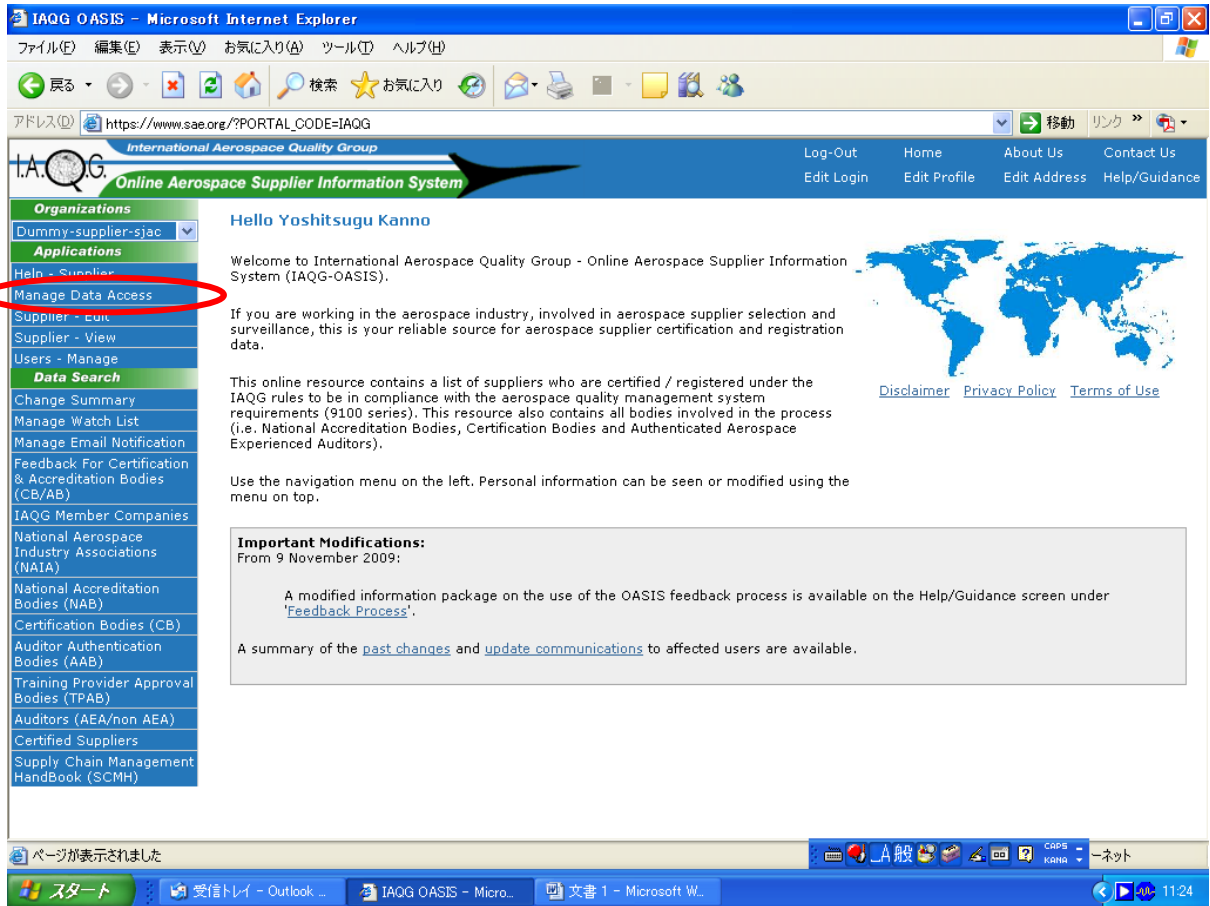 IAQG OASIS - Microsoft Internet Explorer
ファイル(F) 編集(E) 表示(V) お気に入り(A) ツール(T) ヘルプ(H)
戻る 検索 お気に入り
アドレス(D) https://www.sae.org/?PORTAL_CODE=IAQG 移動 リンク »
I.A.Q.G. International Aerospace Quality Group
Online Aerospace Supplier Information System
Log-Out Home About Us Contact Us
Edit Login Edit Profile Edit Address Help/Guidance
Organizations
Dummy-supplier-sjac
Applications
Help - Supplier
Manage Data Access
Supplier - Edit
Supplier - View
Users - Manage
Data Search
Change Summary
Manage Watch List
Manage Email Notification
Feedback For Certification
& Accreditation Bodies
(CB/AB)
IAQG Member Companies
National Aerospace
Industry Associations
(NAIA)
National Accreditation
Bodies (NAB)
Certification Bodies (CB)
Auditor Authentication
Bodies (AAB)
Training Provider Approval
Bodies (TPAB)
Auditors (AEA/non AEA)
Certified Suppliers
Supply Chain Management
HandBook (SCMH)
Hello Yoshitsugu Kanno
Welcome to International Aerospace Quality Group - Online Aerospace Supplier Information
System (IAQG-OASIS).
If you are working in the aerospace industry, involved in aerospace supplier selection and
surveillance, this is your reliable source for aerospace supplier certification and registration
data.
This online resource contains a list of suppliers who are certified / registered under the
IAQG rules to be in compliance with the aerospace quality management system
requirements (9100 series). This resource also contains all bodies involved in the process
(i.e. National Accreditation Bodies, Certification Bodies and Authenticated Aerospace
Experienced Auditors).
Use the navigation menu on the left. Personal information can be seen or modified using the
menu on top.
Disclaimer Privacy Policy Terms of Use
Important Modifications:
From 9 November 2009:
A modified information package on the use of the OASIS feedback process is available on the Help/Guidance screen under
'Feedback Process'.
A summary of the past changes and update communications to affected users are available.
ページが表示されました
_A 般 CAPS KANA ーネット
スタート 受信トレイ - Outlook ... IAQG OASIS - Micro... 文書 1 - Microsoft W... 11:24